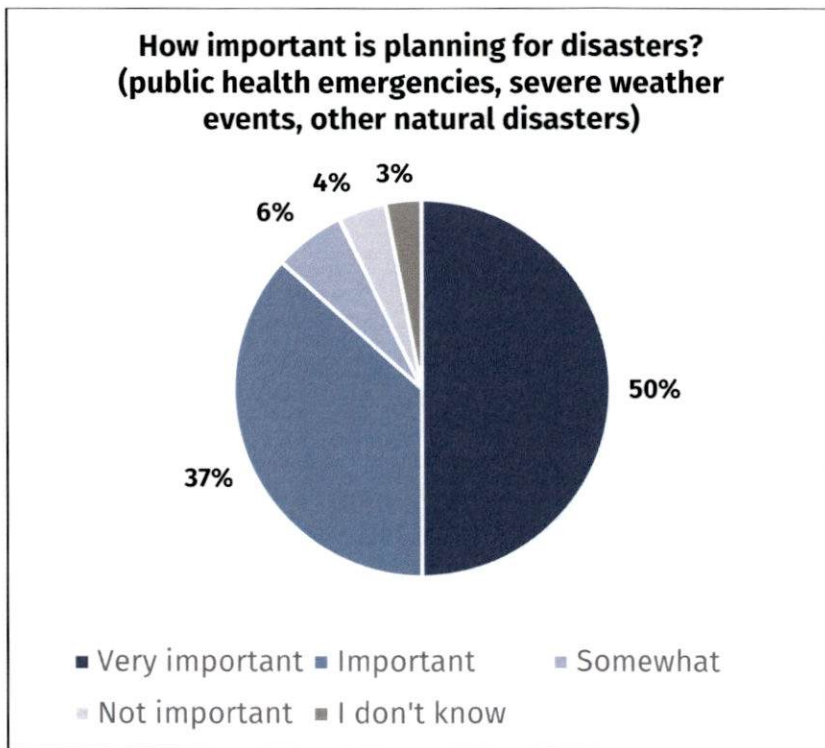 How important is planning for disasters?
(public health emergencies, severe weather
events, other natural disasters)
3%
4%
6%
50%
37%
Very important
Important
Somewhat
Not important
I don't know